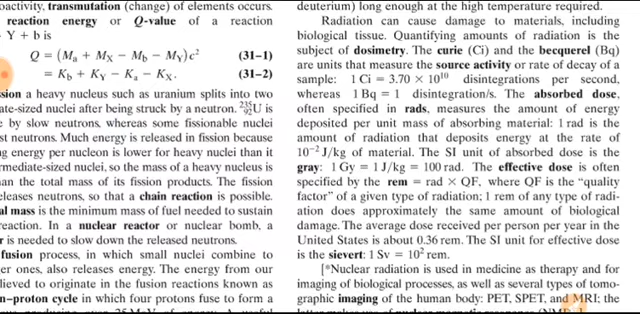 oactivity, transmutation (change) of elements occurs.
reaction energy or Q-value of a reaction
Y + b is
Q = (Ma + MX − Mb − MY)c² (31–1)
= Kb + KY − Ka − KX. (31–2)
sion a heavy nucleus such as uranium splits into two
ate-sized nuclei after being struck by a neutron. ²³⁵₉₂U is
e by slow neutrons, whereas some fissionable nuclei
st neutrons. Much energy is released in fission because
ng energy per nucleon is lower for heavy nuclei than it
rmediate-sized nuclei, so the mass of a heavy nucleus is
an the total mass of its fission products. The fission
eleases neutrons, so that a chain reaction is possible.
al mass is the minimum mass of fuel needed to sustain
reaction. In a nuclear reactor or nuclear bomb, a
r is needed to slow down the released neutrons.
fusion process, in which small nuclei combine to
er ones, also releases energy. The energy from our
lieved to originate in the fusion reactions known as
n–proton cycle in which four protons fuse to form a
deuterium) long enough at the high temperature required.
Radiation can cause damage to materials, including
biological tissue. Quantifying amounts of radiation is the
subject of dosimetry. The curie (Ci) and the becquerel (Bq)
are units that measure the source activity or rate of decay of a
sample: 1 Ci = 3.70 × 10¹⁰ disintegrations per second,
whereas 1 Bq = 1 disintegration/s. The absorbed dose,
often specified in rads, measures the amount of energy
deposited per unit mass of absorbing material: 1 rad is the
amount of radiation that deposits energy at the rate of
10⁻² J/kg of material. The SI unit of absorbed dose is the
gray: 1 Gy = 1 J/kg = 100 rad. The effective dose is often
specified by the rem = rad × QF, where QF is the “quality
factor” of a given type of radiation; 1 rem of any type of radi-
ation does approximately the same amount of biological
damage. The average dose received per person per year in the
United States is about 0.36 rem. The SI unit for effective dose
is the sievert: 1 Sv = 10² rem.
[*Nuclear radiation is used in medicine as therapy and for
imaging of biological processes, as well as several types of tomo-
graphic imaging of the human body: PET, SPET, and MRI; the